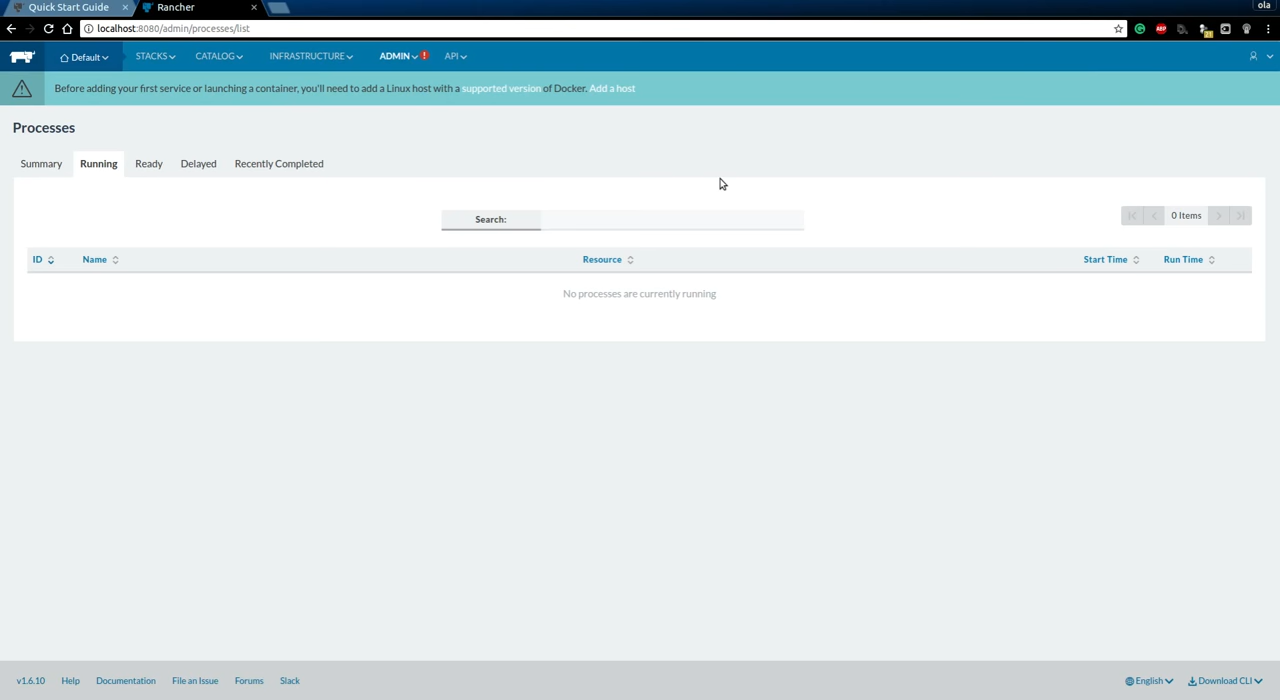 Quick Start Guide × Rancher × ola
localhost:8080/admin/processes/list ABP 21
Default STACKS CATALOG INFRASTRUCTURE ADMIN ! API
Before adding your first service or launching a container, you'll need to add a Linux host with a supported version of Docker. Add a host
Processes
Summary Running Ready Delayed Recently Completed
Search: 0 Items
ID Name Resource Start Time Run Time
No processes are currently running
v1.6.10 Help Documentation File an Issue Forums Slack English Download CLI